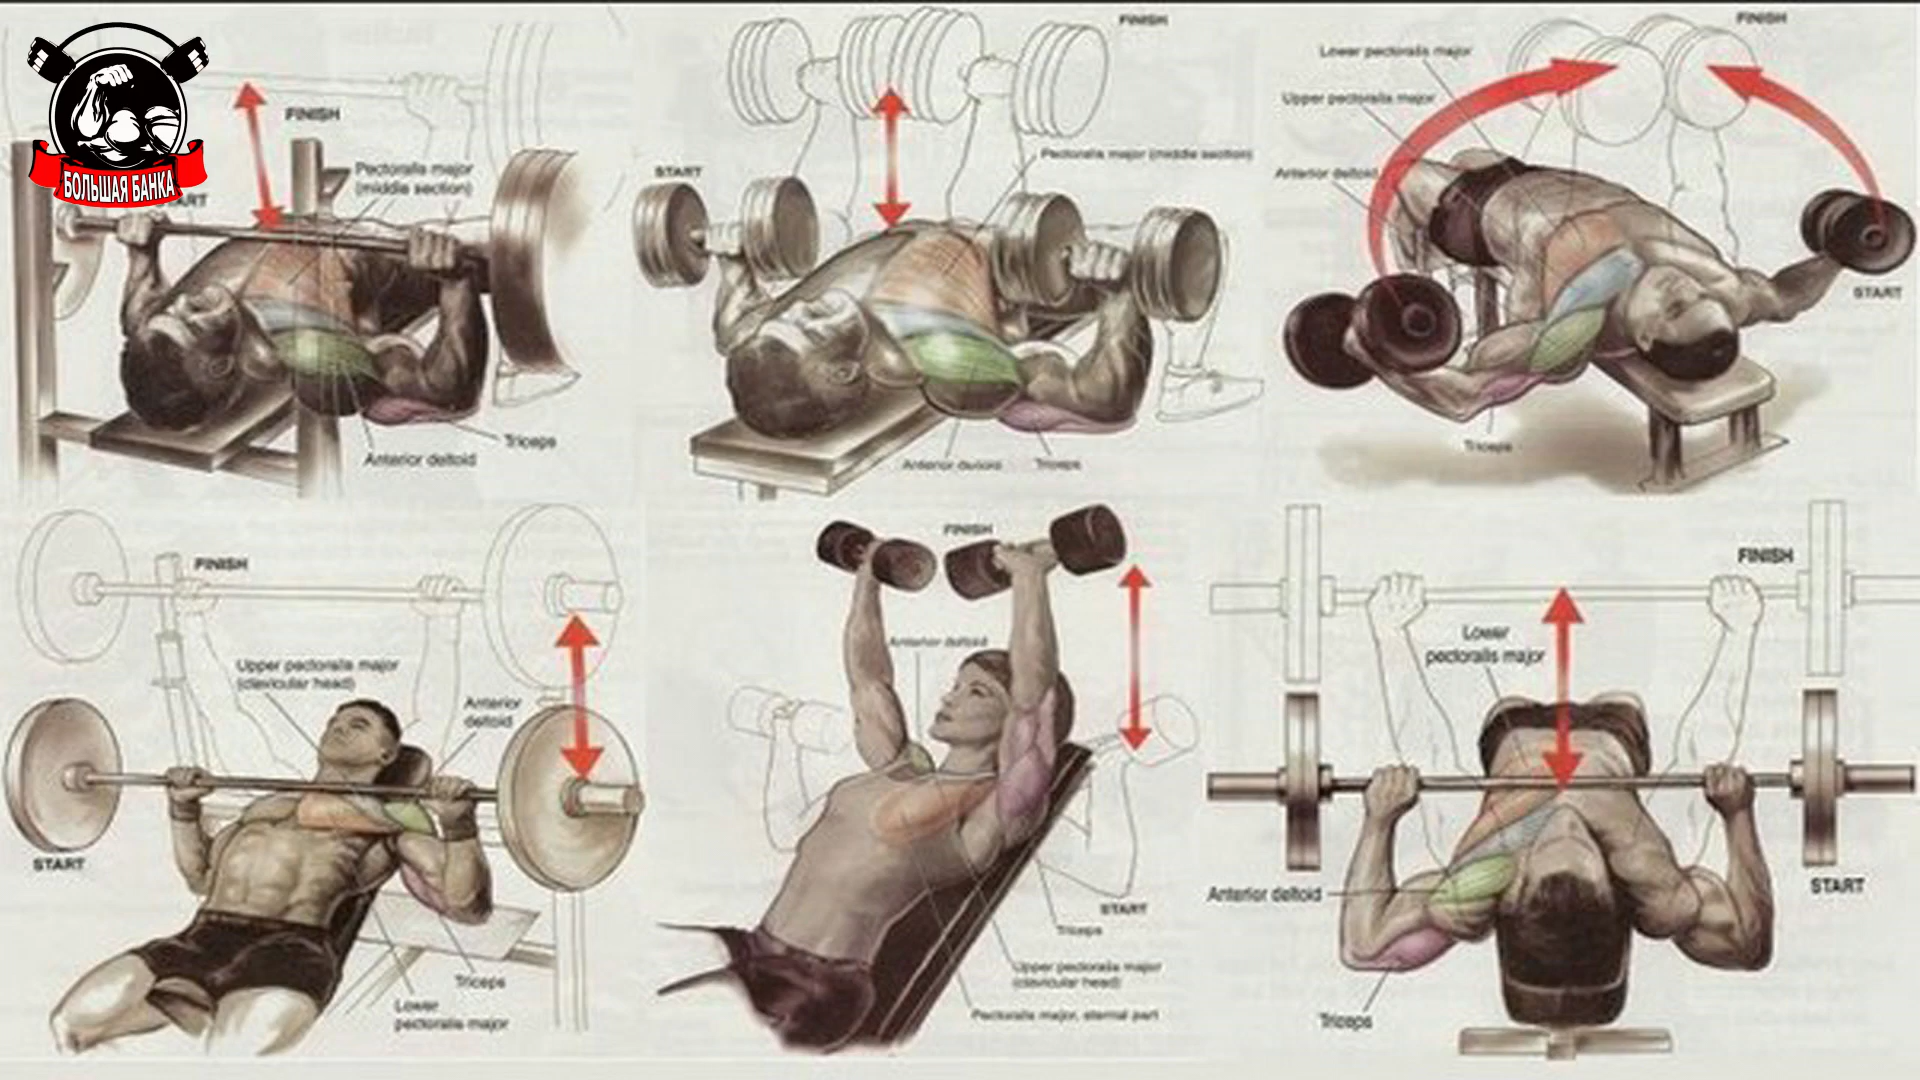 БОЛЬШАЯ БАНКА
FINISH
Pectoralis major
(middle section)
Triceps
Anterior deltoid
FINISH
START
Pectoralis major (middle section)
Anterior deltoid
Triceps
FINISH
Lower pectoralis major
Upper pectoralis major
Anterior deltoid
START
Triceps
FINISH
Upper pectoralis major
(clavicular head)
Anterior
deltoid
START
Triceps
Lower
pectoralis major
FINISH
Anterior deltoid
START
Triceps
Upper pectoralis major
(clavicular head)
Pectoralis major, sternal part
FINISH
Lower
pectoralis major
START
Anterior deltoid
Triceps